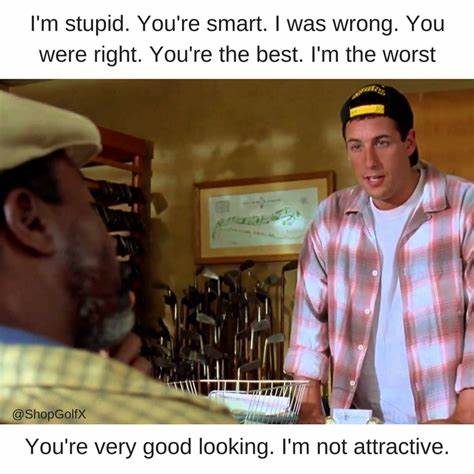 I'm stupid. You're smart. I was wrong. You
were right. You're the best. I'm the worst
@ShopGolfX
You're very good looking. I'm not attractive.